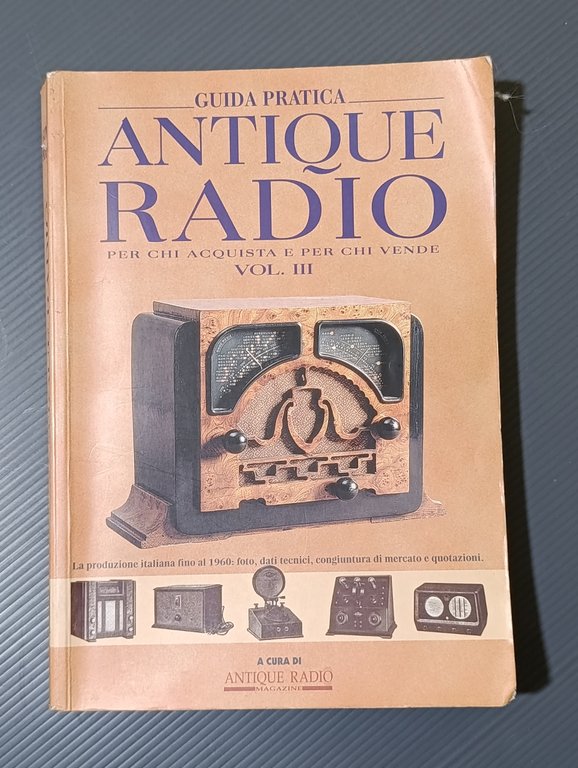 GUIDA PRATICA
ANTIQUE
RADIO
PER CHI ACQUISTA E PER CHI VENDE
VOL. III
La produzione italiana fino al 1960: foto, dati tecnici, congiuntura di mercato e quotazioni.
A CURA DI
ANTIQUE RADIO
MAGAZINE